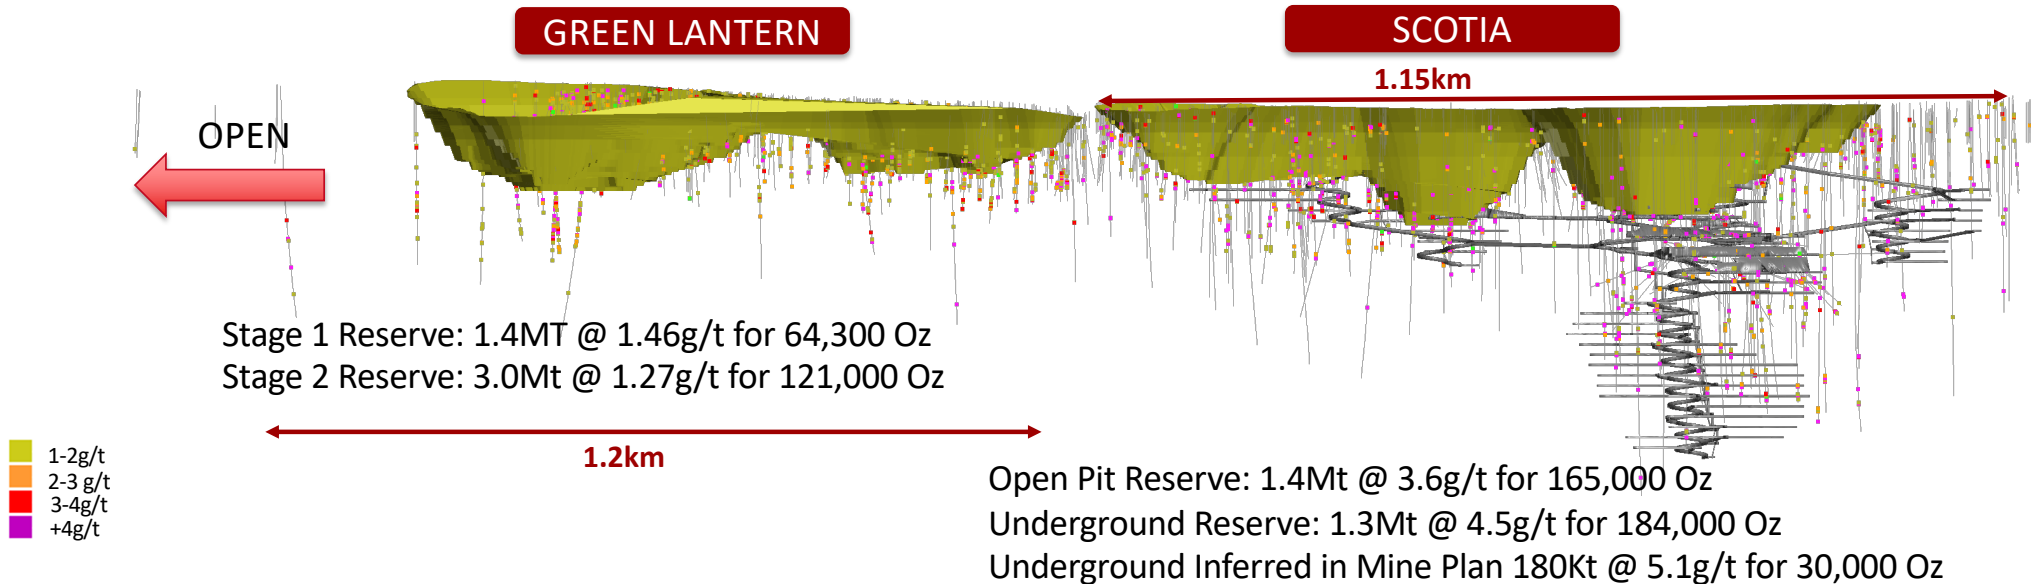 GREEN LANTERN
SCOTIA
1.15km
OPEN
Stage 1 Reserve: 1.4MT @ 1.46g/t for 64,300 Oz
Stage 2 Reserve: 3.0Mt @ 1.27g/t for 121,000 Oz
1.2km
1-2g/t
2-3 g/t
3-4g/t
+4g/t
Open Pit Reserve: 1.4Mt @ 3.6g/t for 165,000 Oz
Underground Reserve: 1.3Mt @ 4.5g/t for 184,000 Oz
Underground Inferred in Mine Plan 180Kt @ 5.1g/t for 30,000 Oz